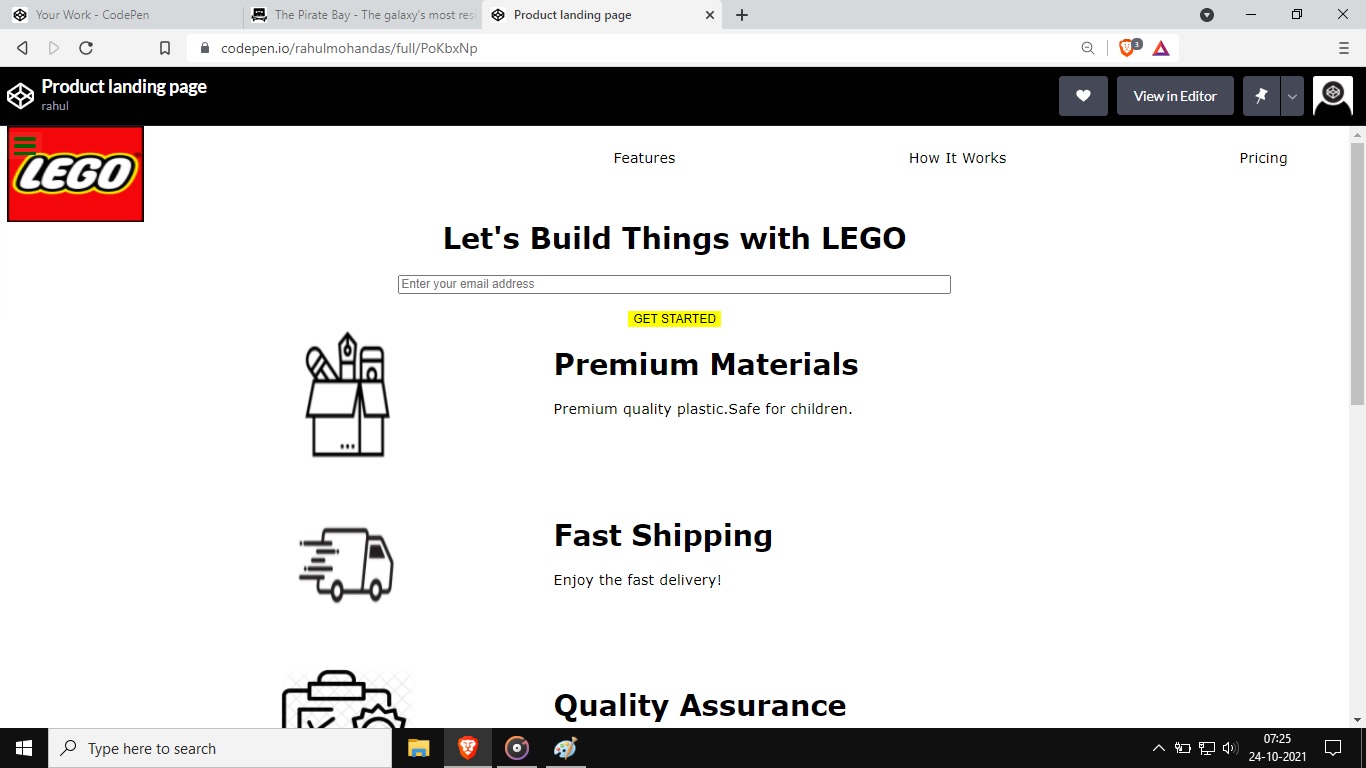 Your Work - CodePen
The Pirate Bay - The galaxy's most res
Product landing page
codepen.io/rahulmohandas/full/PoKbxNp
3
Product landing page
rahul
View in Editor
LEGO
Features
How It Works
Pricing
Let's Build Things with LEGO
Enter your email address
GET STARTED
Premium Materials
Premium quality plastic.Safe for children.
Fast Shipping
Enjoy the fast delivery!
Quality Assurance
Type here to search
07:25
24-10-2021